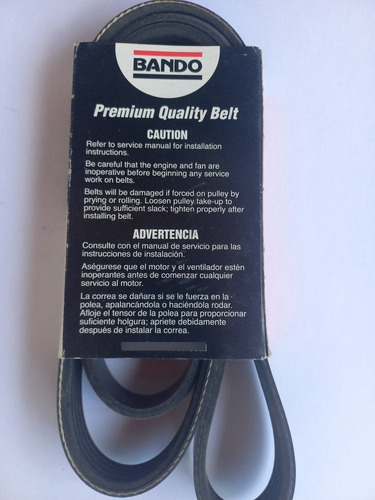 BANDO
Premium Quality Belt
CAUTION
Refer to service manual for installation
instructions.
Be careful that the engine and fan are
inoperative before beginning any service
work on belts.
Belts will be damaged if forced on pulley by
prying or rolling. Loosen pulley take-up to
provide sufficient slack; tighten properly after
installing belt.
ADVERTENCIA
Consulte con el manual de servicio para las
instrucciones de instalación.
Aségurese que el motor y el ventilador estén
inoperantes antes de comenzar cualquier
servicio al motor.
La correa se dañara si se le fuerza en la
polea, apalancándola o haciéndola rodar.
Afloje el tensor de la polea para proporcionar
suficiente holgura; apriete debidamente
después de instalar la correa.